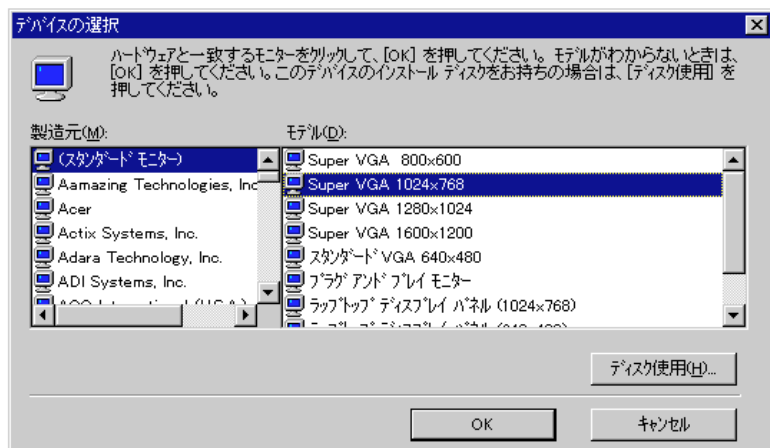 デバイスの選択
ハードウェアと一致するモニターをクリックして、[OK] を押してください。 モデルがわからないときは、
[OK] を押してください。このデバイスのインストール ディスクをお持ちの場合は、[ディスク使用] を
押してください。
製造元(M):
モデル(D):
(スタンダード モニター)
Aamazing Technologies, Inc
Acer
Actix Systems, Inc.
Adara Technology, Inc.
ADI Systems, Inc.
Super VGA 800x600
Super VGA 1024x768
Super VGA 1280x1024
Super VGA 1600x1200
スタンダード VGA 640x480
プラグ アンド プレイ モニター
ラップトップ ディスプレイ パネル (1024x768)
ディスク使用(H)...
OK
キャンセル